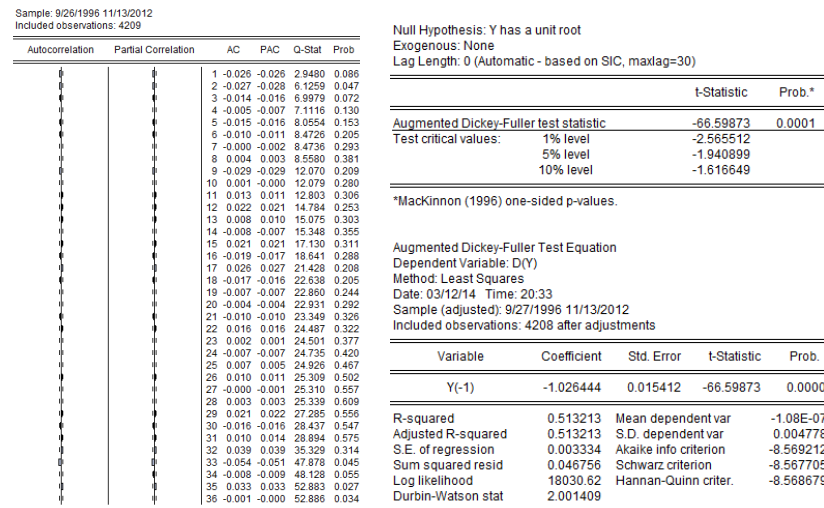 Sample: 9/26/1996 11/13/2012
Included observations: 4209
Autocorrelation Partial Correlation AC PAC Q-Stat Prob
1 -0.026 -0.026 2.9480 0.086
2 -0.027 -0.028 6.1259 0.047
3 -0.014 -0.016 6.9979 0.072
4 -0.005 -0.007 7.1116 0.130
5 -0.015 -0.016 8.0554 0.153
6 -0.010 -0.011 8.4726 0.205
7 -0.000 -0.002 8.4736 0.293
8 0.004 0.003 8.5580 0.381
9 -0.029 -0.029 12.070 0.209
10 0.001 -0.000 12.079 0.280
11 0.013 0.011 12.803 0.306
12 0.022 0.021 14.784 0.253
13 0.008 0.010 15.075 0.303
14 -0.008 -0.007 15.348 0.355
15 0.021 0.021 17.130 0.311
16 -0.019 -0.017 18.641 0.288
17 0.026 0.027 21.428 0.208
18 -0.017 -0.016 22.638 0.205
19 -0.007 -0.007 22.860 0.244
20 -0.004 -0.004 22.931 0.292
21 -0.010 -0.010 23.349 0.326
22 0.016 0.016 24.487 0.322
23 0.002 0.001 24.501 0.377
24 -0.007 -0.007 24.735 0.420
25 0.007 0.005 24.926 0.467
26 0.010 0.011 25.309 0.502
27 -0.000 -0.001 25.310 0.557
28 0.003 0.003 25.339 0.609
29 0.021 0.022 27.285 0.556
30 -0.016 -0.016 28.437 0.547
31 0.010 0.014 28.894 0.575
32 0.039 0.039 35.329 0.314
33 -0.054 -0.051 47.878 0.045
34 -0.008 -0.009 48.128 0.055
35 0.033 0.033 52.883 0.027
36 -0.001 -0.000 52.886 0.034
Null Hypothesis: Y has a unit root
Exogenous: None
Lag Length: 0 (Automatic - based on SIC, maxlag=30)
t-Statistic Prob.*
Augmented Dickey-Fuller test statistic -66.59873 0.0001
Test critical values: 1% level -2.565512
5% level -1.940899
10% level -1.616649
*MacKinnon (1996) one-sided p-values.
Augmented Dickey-Fuller Test Equation
Dependent Variable: D(Y)
Method: Least Squares
Date: 03/12/14 Time: 20:33
Sample (adjusted): 9/27/1996 11/13/2012
Included observations: 4208 after adjustments
Variable Coefficient Std. Error t-Statistic Prob.
Y(-1) -1.026444 0.015412 -66.59873 0.0000
R-squared 0.513213 Mean dependent var -1.08E-07
Adjusted R-squared 0.513213 S.D. dependent var 0.004778
S.E. of regression 0.003334 Akaike info criterion -8.569212
Sum squared resid 0.046756 Schwarz criterion -8.567705
Log likelihood 18030.62 Hannan-Quinn criter. -8.568679
Durbin-Watson stat 2.001409